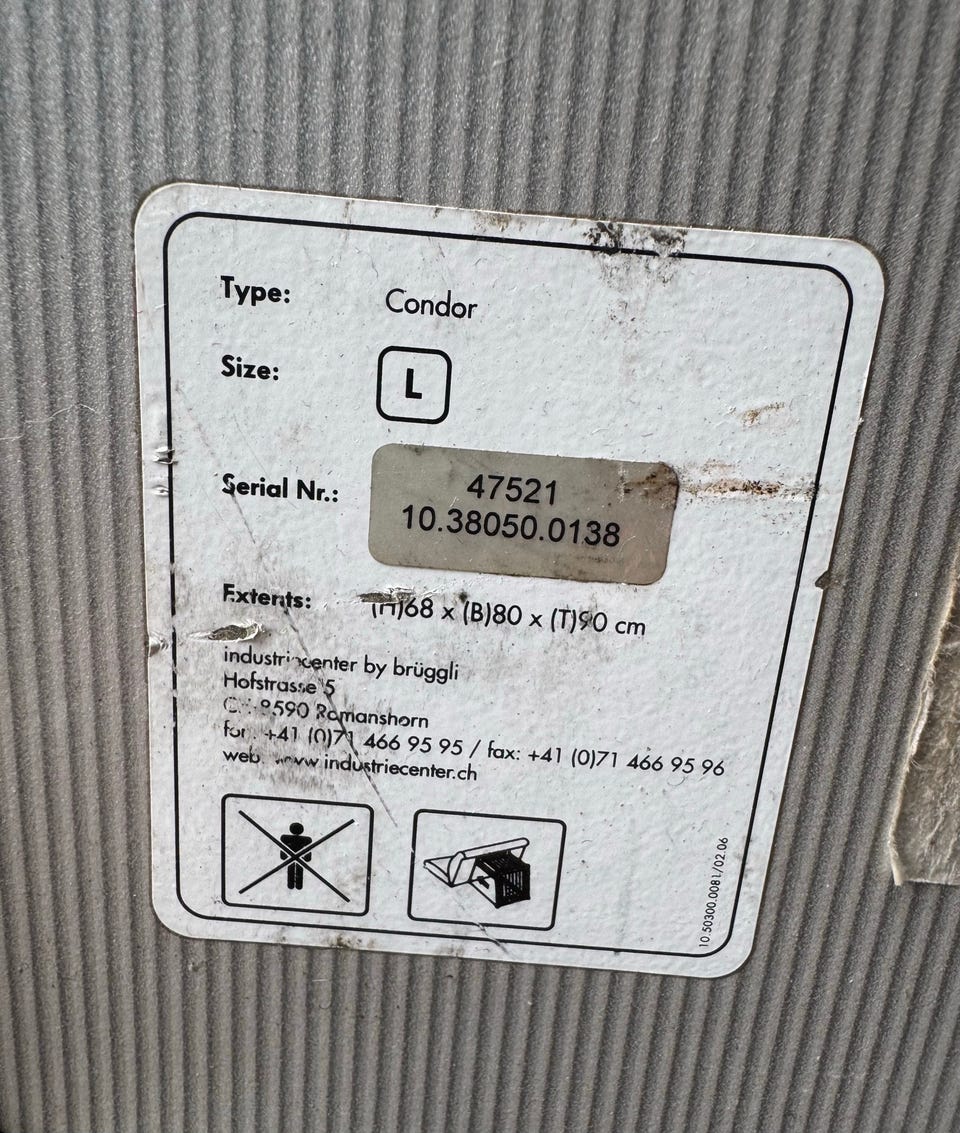 Type: Condor
Size: L
Serial Nr.: 47521
10.38050.0138
Extents: (H)68 x (B)80 x (T)90 cm
industriecenter by brüggli
Hofstrasse 5
9590 Romanshorn
+41 (0)71 466 95 95 / fax: +41 (0)71 466 95 96
web. www.industriecenter.ch
10.50300.0081/02.06